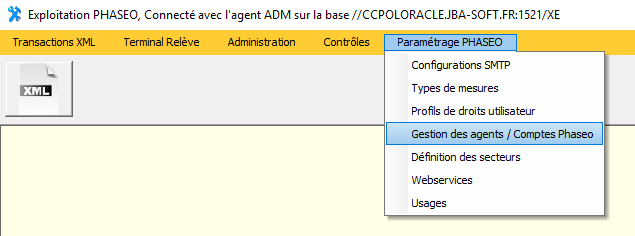 Exploitation PHASEO, Connecté avec l'agent ADM sur la base //CCPOLORACLE.JBA-SOFT.FR:1521/XE
Transactions XML Terminal Relève Administration Contrôles Paramétrage PHASEO
XML
Configurations SMTP
Types de mesures
Profils de droits utilisateur
Gestion des agents / Comptes Phaseo
Définition des secteurs
Webservices
Usages